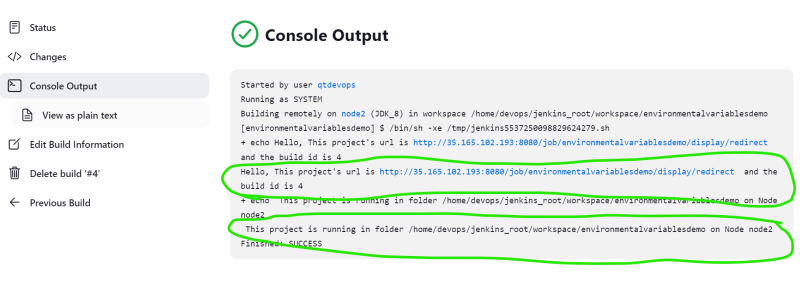 Status
Changes
Console Output
View as plain text
Edit Build Information
Delete build '#4'
Previous Build
Console Output
Started by user qtdevops
Running as SYSTEM
Building remotely on node2 (JDK_8) in workspace /home/devops/jenkins_root/workspace/environmentalvariablesdemo
[environmentalvariablesdemo] $ /bin/sh -xe /tmp/jenkins5537250098829624279.sh
+ echo Hello, This project's url is http://35.165.102.193:8080/job/environmentalvariablesdemo/display/redirect
and the build id is 4
Hello, This project's url is http://35.165.102.193:8080/job/environmentalvariablesdemo/display/redirect  and the
build id is 4
+ echo  This project is running in folder /home/devops/jenkins_root/workspace/environmentalvariablesdemo on Node
node2
This project is running in folder /home/devops/jenkins_root/workspace/environmentalvariablesdemo on Node node2
Finished: SUCCESS